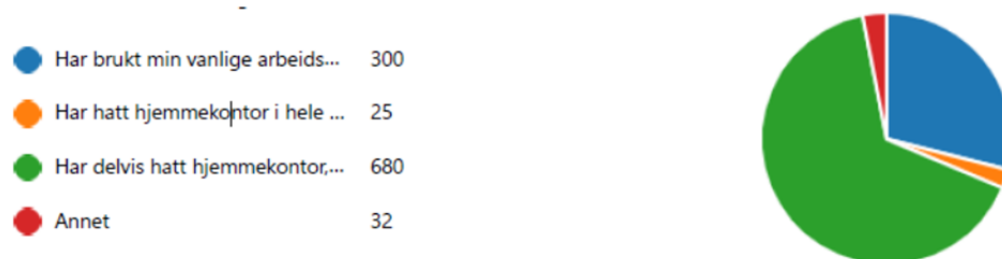 Har brukt min vanlige arbeids... 300
Har hatt hjemmekontor i hele ... 25
Har delvis hatt hjemmekontor,... 680
Annet 32